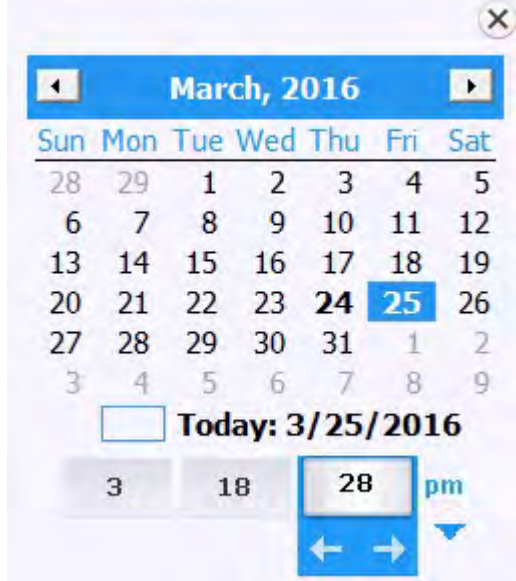 March, 2016
Sun Mon Tue Wed Thu Fri Sat
28 29 1 2 3 4 5
6 7 8 9 10 11 12
13 14 15 16 17 18 19
20 21 22 23 24 25 26
27 28 29 30 31 1 2
3 4 5 6 7 8 9
Today: 3/25/2016
3 18 28 pm